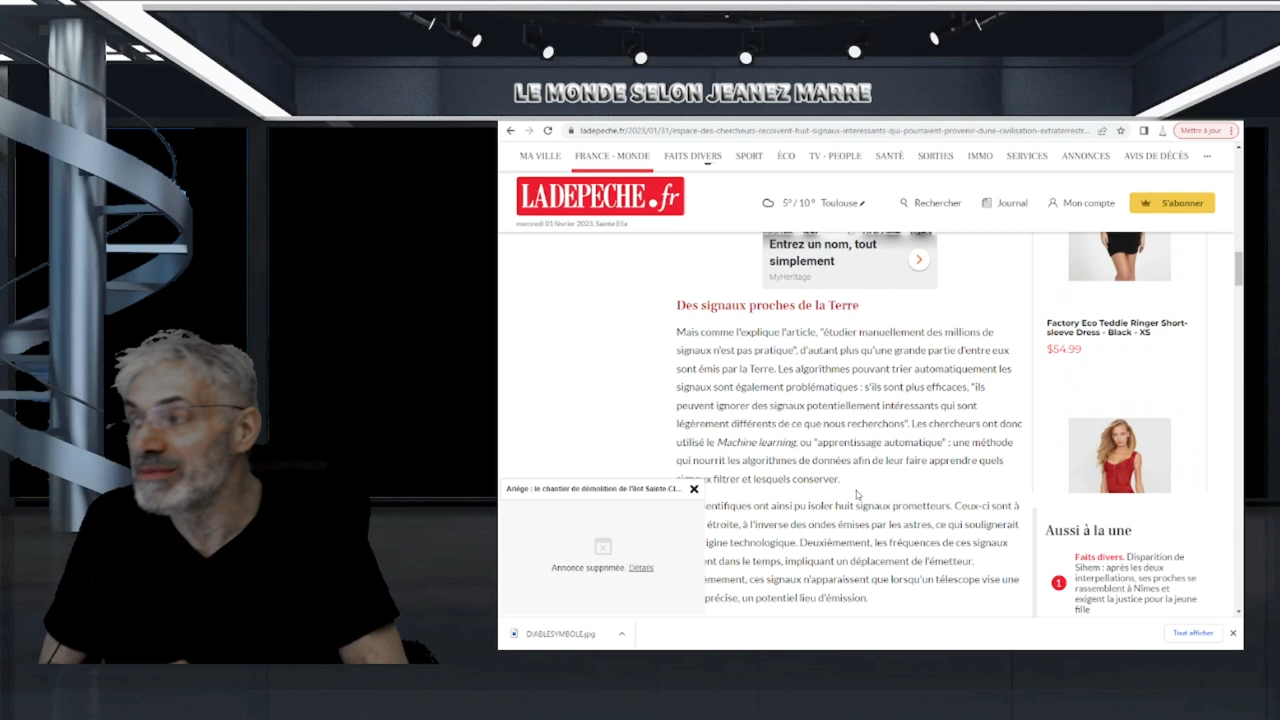 LE MONDE SELON JEANEZ MARRE
ladepeche.fr/2023/01/31/espace-des-chercheurs-recoivent-huit-signaux-interessants-qui-pourraient-provenir-dune-civilisation-extraterrestr...
Mettre à jour
MA VILLE FRANCE - MONDE FAITS DIVERS SPORT ÉCO TV - PEOPLE SANTÉ SORTIES IMMO SERVICES ANNONCES AVIS DE DÉCÈS ...
LADEPECHE.fr
5° / 10° Toulouse Rechercher Journal Mon compte S'abonner
mercredi 01 février 2023, Sainte Ella
Entrez un nom, tout
simplement
MyHeritage
Des signaux proches de la Terre
Mais comme l'explique l'article, "étudier manuellement des millions de
signaux n'est pas pratique", d'autant plus qu'une grande partie d'entre eux
sont émis par la Terre. Les algorithmes pouvant trier automatiquement les
signaux sont également problématiques : s'ils sont plus efficaces, "ils
peuvent ignorer des signaux potentiellement intéressants qui sont
légèrement différents de ce que nous recherchons". Les chercheurs ont donc
utilisé le Machine learning, ou "apprentissage automatique" : une méthode
qui nourrit les algorithmes de données afin de leur faire apprendre quels
signaux filtrer et lesquels conserver.
entifiques ont ainsi pu isoler huit signaux prometteurs. Ceux-ci sont à
étroite, à l'inverse des ondes émises par les astres, ce qui soulignerait
igine technologique. Deuxièmement, les fréquences de ces signaux
ent dans le temps, impliquant un déplacement de l'émetteur.
èmement, ces signaux n'apparaissent que lorsqu'un télescope vise une
précise, un potentiel lieu d'émission.
Ariège : le chantier de démolition de l'îlot Sainte-Cl...
Annonce supprimée. Détails
Factory Eco Teddie Ringer Short-
sleeve Dress - Black - XS
$54.99
Aussi à la une
1
Faits divers. Disparition de
Sihem : après les deux
interpellations, ses proches se
rassemblent à Nîmes et
exigent la justice pour la jeune
fille
DIABLESYMBOLE.jpg
Tout afficher